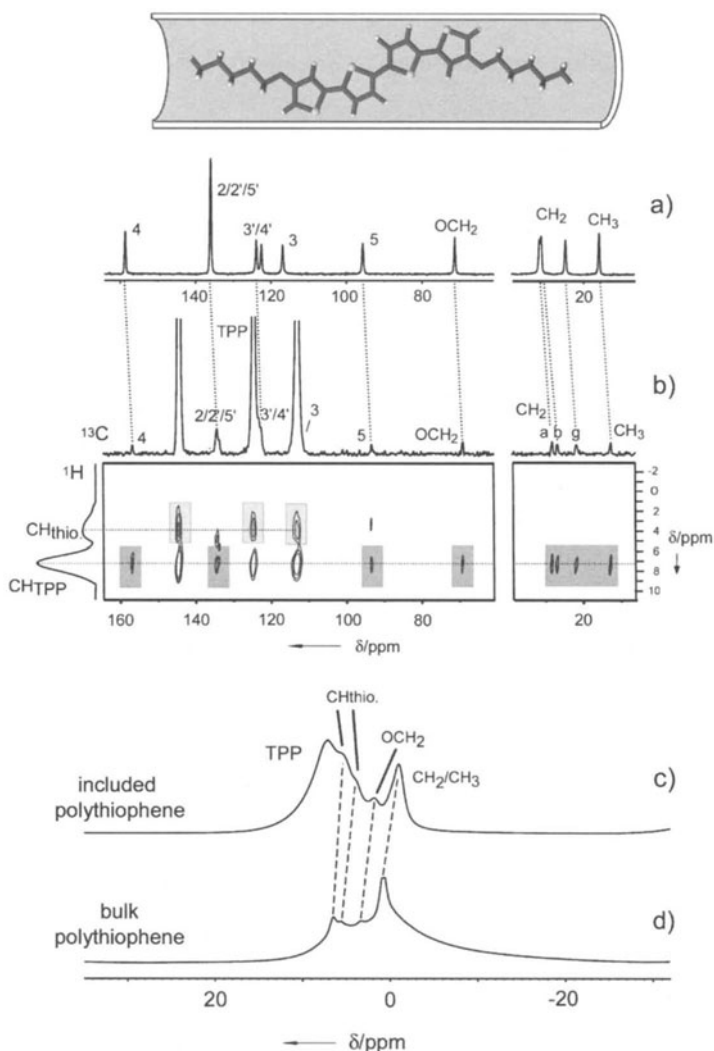 a)
4
2/2'/5'
3'/4'
3
5
OCH2
CH2
CH3
140 120 100 80 20
b)
TPP
13C
4
2/2'/5'
3'/4'
3
5
OCH2
CH2
a b g
CH3
1H
CHthio.
CHTPP
-2
0
2
4
6
8
10
δ/ppm
160 140 120 100 80 20
δ/ppm
c)
included
polythiophene
TPP
CHthio.
OCH2
CH2/CH3
d)
bulk
polythiophene
20 0 -20
δ/ppm